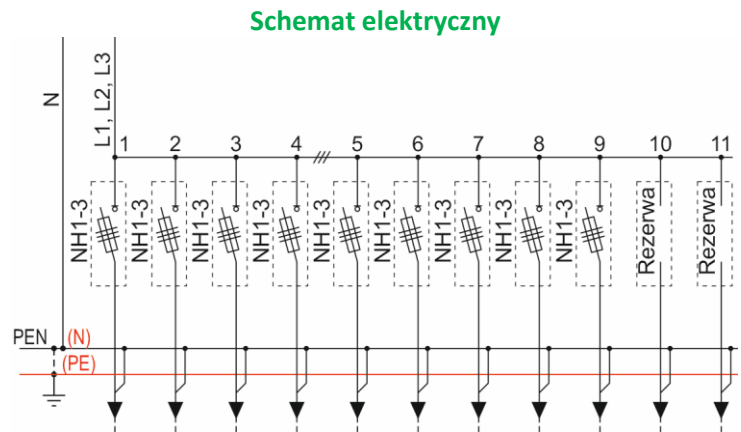 Schemat elektryczny
N
L1, L2, L3
1 2 3 4 5 6 7 8 9 10 11
NH1-3 NH1-3 NH1-3 NH1-3 NH1-3 NH1-3 NH1-3 NH1-3 NH1-3 Rezerwa Rezerwa
PEN (N)
(PE)